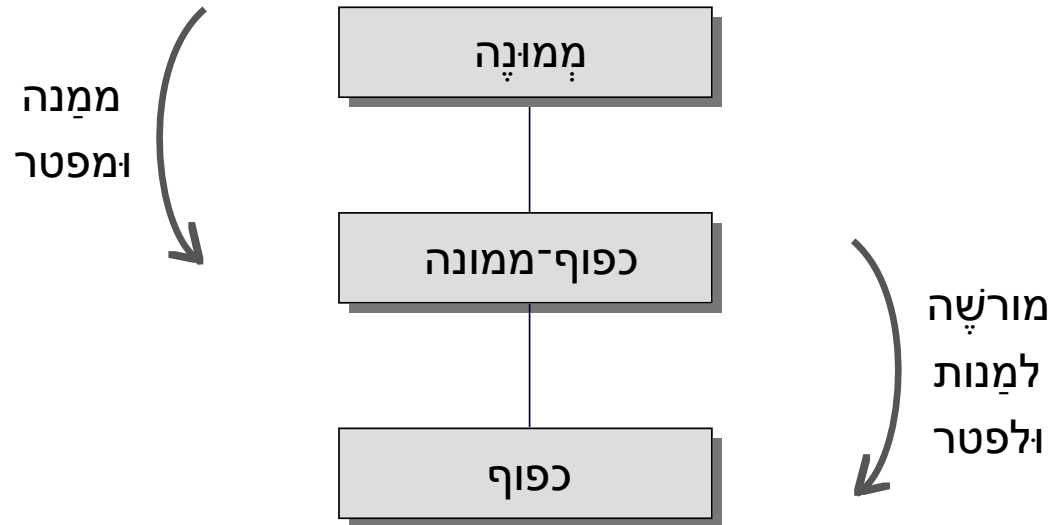 מְמוּנֶה
ממַנה
וּמפטר
כפוף־ממונה
מורשֶׁה
למַנות
וּלפטר
כפוף